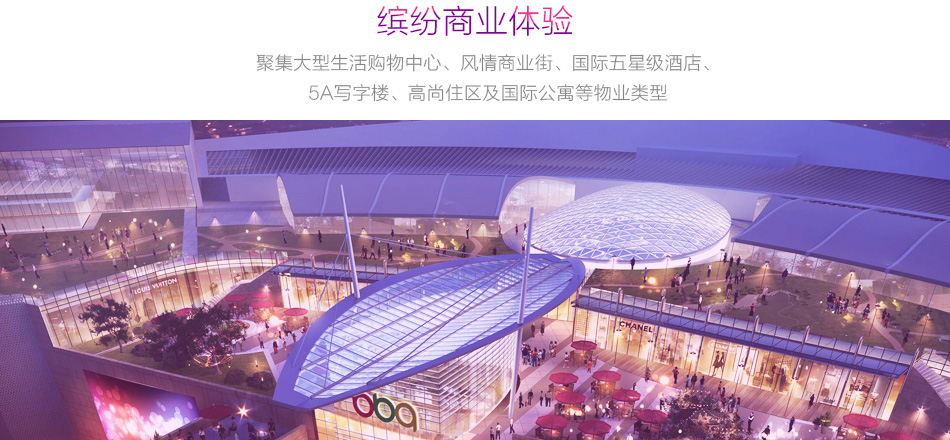 缤纷商业体验
聚集大型生活购物中心、风情商业街、国际五星级酒店、
5A写字楼、高尚住区及国际公寓等物业类型
LOUIS VUITTON
CHANEL
bbq